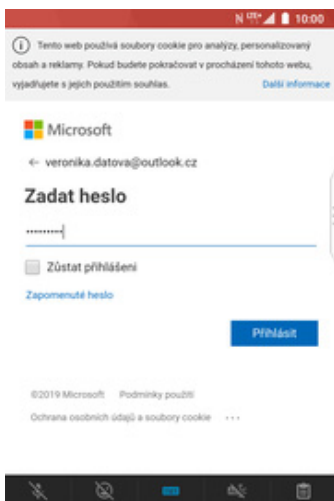 N LTE 10:00
Tento web používá soubory cookie pro analýzy, personalizovaný
obsah a reklamy. Pokud budete pokračovat v procházení tohoto webu,
vyjadřujete s jejich použitím souhlas. Další informace
Microsoft
← veronika.datova@outlook.cz
Zadat heslo
Zůstat přihlášeni
Zapomenuté heslo
Přihlásit
©2019 Microsoft Podmínky použití
Ochrana osobních údajů a soubory cookie ...